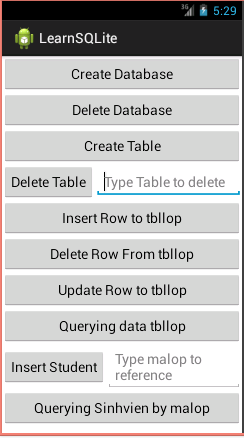 3G 5:29
LearnSQLite
Create Database
Delete Database
Create Table
Delete Table Type Table to delete
Insert Row to tbllop
Delete Row From tbllop
Update Row to tbllop
Querying data tbllop
Insert Student Type malop to
reference
Querying Sinhvien by malop